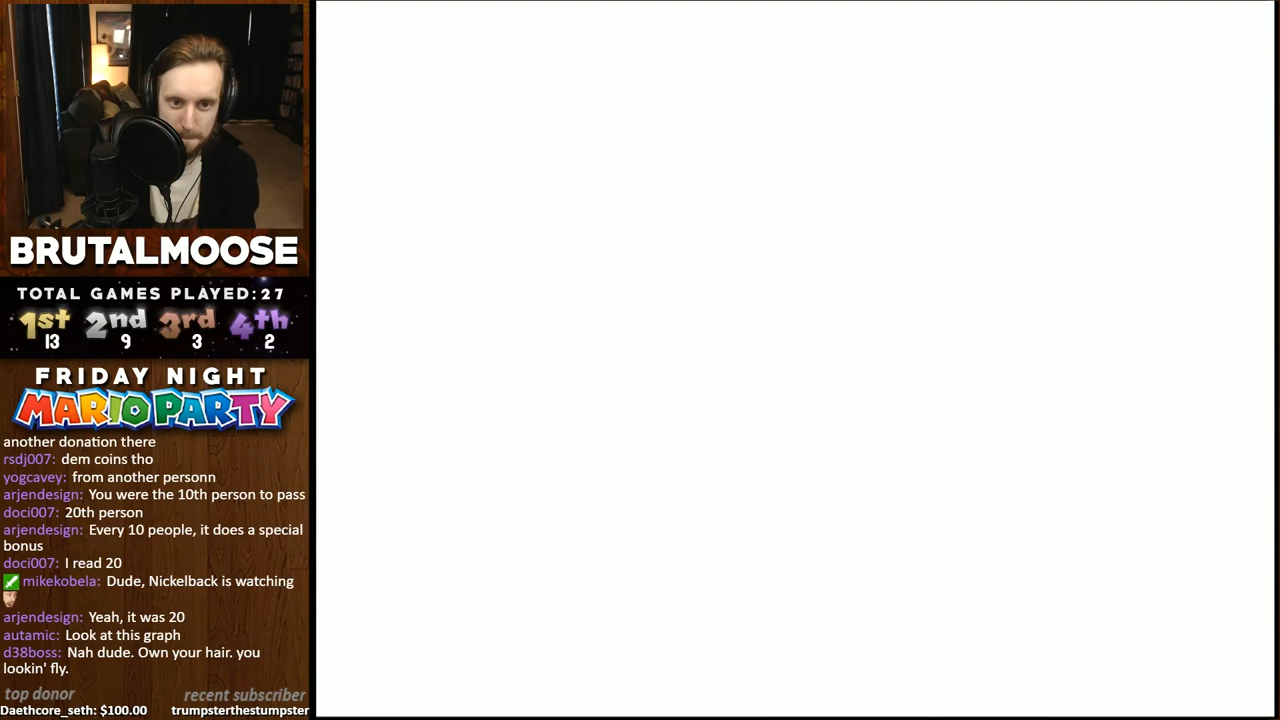 BRUTALMOOSE
TOTAL GAMES PLAYED:27
1st 2nd 3rd 4th
13 9 3 2
FRIDAY NIGHT
MARIO PARTY
another donation there
rsdj007: dem coins tho
yogcavey: from another personn
arjendesign: You were the 10th person to pass
doci007: 20th person
arjendesign: Every 10 people, it does a special
bonus
doci007: I read 20
mikekobela: Dude, Nickelback is watching
arjendesign: Yeah, it was 20
autamic: Look at this graph
d38boss: Nah dude. Own your hair. you
lookin' fly.
top donor recent subscriber
Daethcore_seth: $100.00 trumpsterthestumpster